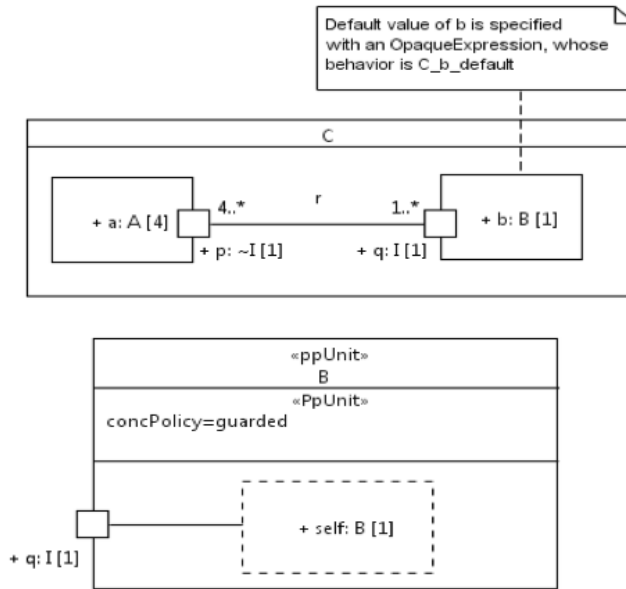 Default value of b is specified
with an OpaqueExpression, whose
behavior is C_b_default
C
+ a: A [4]
4..*
r
1..*
+ b: B [1]
+ p: ~I [1]
+ q: I [1]
«ppUnit»
B
«PpUnit»
concPolicy=guarded
+ self: B [1]
+ q: I [1]